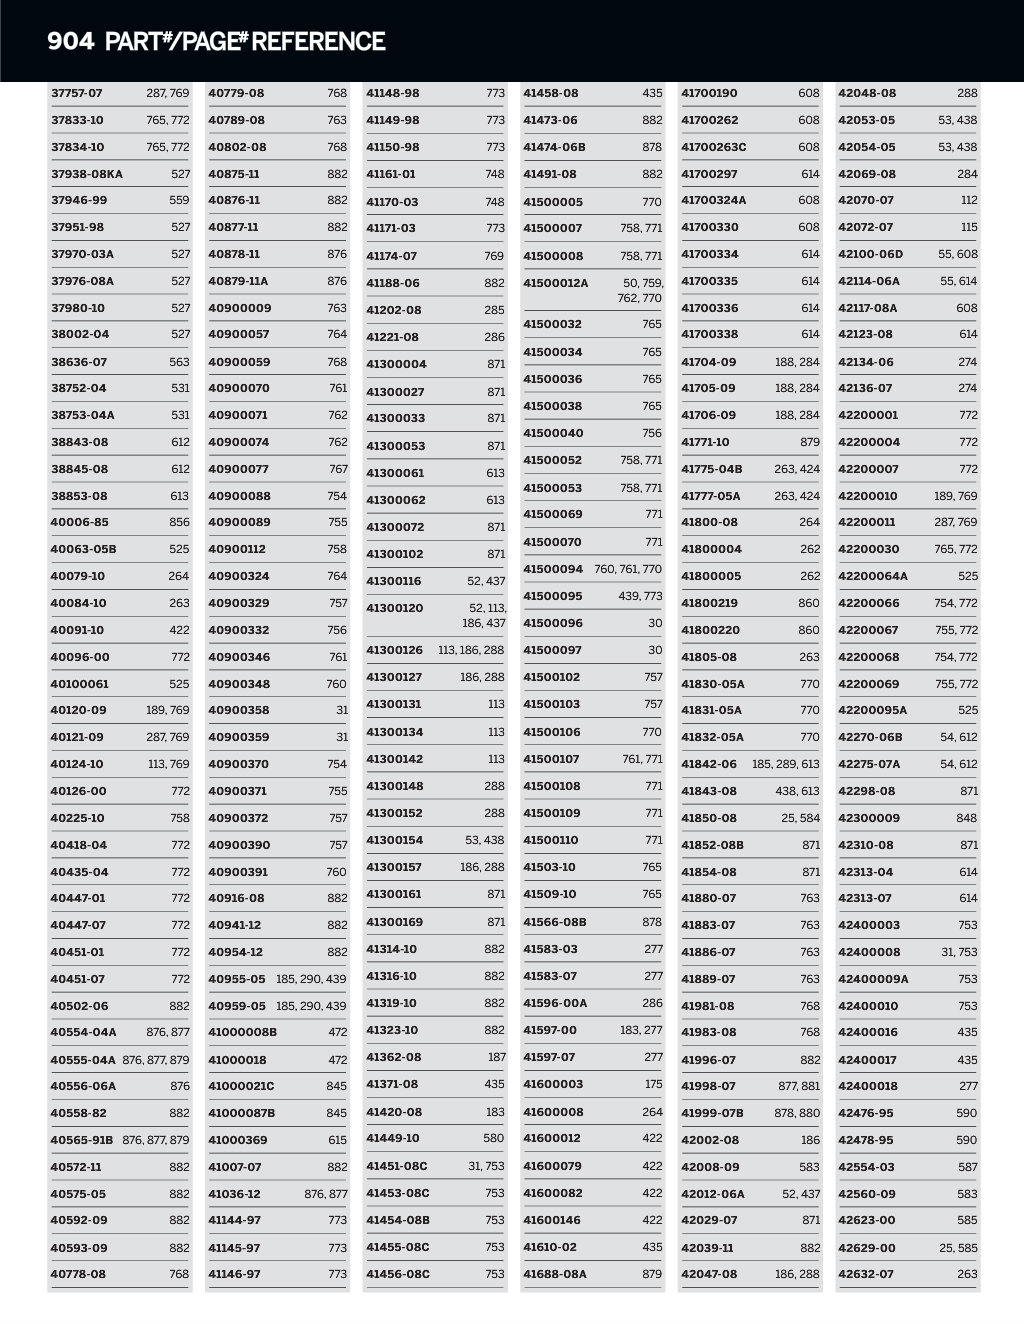 904 PART#/PAGE# REFERENCE
37757-07 287, 769
37833-10 765, 772
37834-10 765, 772
37938-08KA 527
37946-99 559
37951-98 527
37970-03A 527
37976-08A 527
37980-10 527
38002-04 527
38636-07 563
38752-04 531
38753-04A 531
38843-08 612
38845-08 612
38853-08 613
40006-85 856
40063-05B 525
40079-10 264
40084-10 263
40091-10 422
40096-00 772
40100061 525
40120-09 189, 769
40121-09 287, 769
40124-10 113, 769
40126-00 772
40225-10 758
40418-04 772
40435-04 772
40447-01 772
40447-07 772
40451-01 772
40451-07 772
40502-06 882
40554-04A 876, 877
40555-04A 876, 877, 879
40556-06A 876
40558-82 882
40565-91B 876, 877, 879
40572-11 882
40575-05 882
40592-09 882
40593-09 882
40778-08 768
40779-08 768
40789-08 763
40802-08 768
40875-11 882
40876-11 882
40877-11 882
40878-11 876
40879-11A 876
40900009 763
40900057 764
40900059 768
40900070 761
40900071 762
40900074 762
40900077 767
40900088 754
40900089 755
40900112 758
40900324 764
40900329 757
40900332 756
40900346 761
40900348 760
40900358 31
40900359 31
40900370 754
40900371 755
40900372 757
40900390 757
40900391 760
40916-08 882
40941-12 882
40954-12 882
40955-05 185, 290, 439
40959-05 185, 290, 439
41000008B 472
41000018 472
41000021C 845
41000087B 845
41000369 615
41007-07 882
41036-12 876, 877
41144-97 773
41145-97 773
41146-97 773
41148-98 773
41149-98 773
41150-98 773
41161-01 748
41170-03 748
41171-03 773
41174-07 769
41188-06 882
41202-08 285
41221-08 286
41300004 871
41300027 871
41300033 871
41300053 871
41300061 613
41300062 613
41300072 871
41300102 871
41300116 52, 437
41300120 52, 113,
186, 437
41300126 113, 186, 288
41300127 186, 288
41300131 113
41300134 113
41300142 113
41300148 288
41300152 288
41300154 53, 438
41300157 186, 288
41300161 871
41300169 871
41314-10 882
41316-10 882
41319-10 882
41323-10 882
41362-08 187
41371-08 435
41420-08 183
41449-10 580
41451-08C 31, 753
41453-08C 753
41454-08B 753
41455-08C 753
41456-08C 753
41458-08 435
41473-06 882
41474-06B 878
41491-08 882
41500005 770
41500007 758, 771
41500008 758, 771
41500012A 50, 759,
762, 770
41500032 765
41500034 765
41500036 765
41500038 765
41500040 756
41500052 758, 771
41500053 758, 771
41500069 771
41500070 771
41500094 760, 761, 770
41500095 439, 773
41500096 30
41500097 30
41500102 757
41500103 757
41500106 770
41500107 761, 771
41500108 771
41500109 771
41500110 771
41503-10 765
41509-10 765
41566-08B 878
41583-03 277
41583-07 277
41596-00A 286
41597-00 183, 277
41597-07 277
41600003 175
41600008 264
41600012 422
41600079 422
41600082 422
41600146 422
41610-02 435
41688-08A 879
41700190 608
41700262 608
41700263C 608
41700297 614
41700324A 608
41700330 608
41700334 614
41700335 614
41700336 614
41700338 614
41704-09 188, 284
41705-09 188, 284
41706-09 188, 284
41771-10 879
41775-04B 263, 424
41777-05A 263, 424
41800-08 264
41800004 262
41800005 262
41800219 860
41800220 860
41805-08 263
41830-05A 770
41831-05A 770
41832-05A 770
41842-06 185, 289, 613
41843-08 438, 613
41850-08 25, 584
41852-08B 871
41854-08 871
41880-07 763
41883-07 763
41886-07 763
41889-07 763
41981-08 768
41983-08 768
41996-07 882
41998-07 877, 881
41999-07B 878, 880
42002-08 186
42008-09 583
42012-06A 52, 437
42029-07 871
42039-11 882
42047-08 186, 288
42048-08 288
42053-05 53, 438
42054-05 53, 438
42069-08 284
42070-07 112
42072-07 115
42100-06D 55, 608
42114-06A 55, 614
42117-08A 608
42123-08 614
42134-06 274
42136-07 274
42200001 772
42200004 772
42200007 772
42200010 189, 769
42200011 287, 769
42200030 765, 772
42200064A 525
42200066 754, 772
42200067 755, 772
42200068 754, 772
42200069 755, 772
42200095A 525
42270-06B 54, 612
42275-07A 54, 612
42298-08 871
42300009 848
42310-08 871
42313-04 614
42313-07 614
42400003 753
42400008 31, 753
42400009A 753
42400010 753
42400016 435
42400017 435
42400018 277
42476-95 590
42478-95 590
42554-03 587
42560-09 583
42623-00 585
42629-00 25, 585
42632-07 263